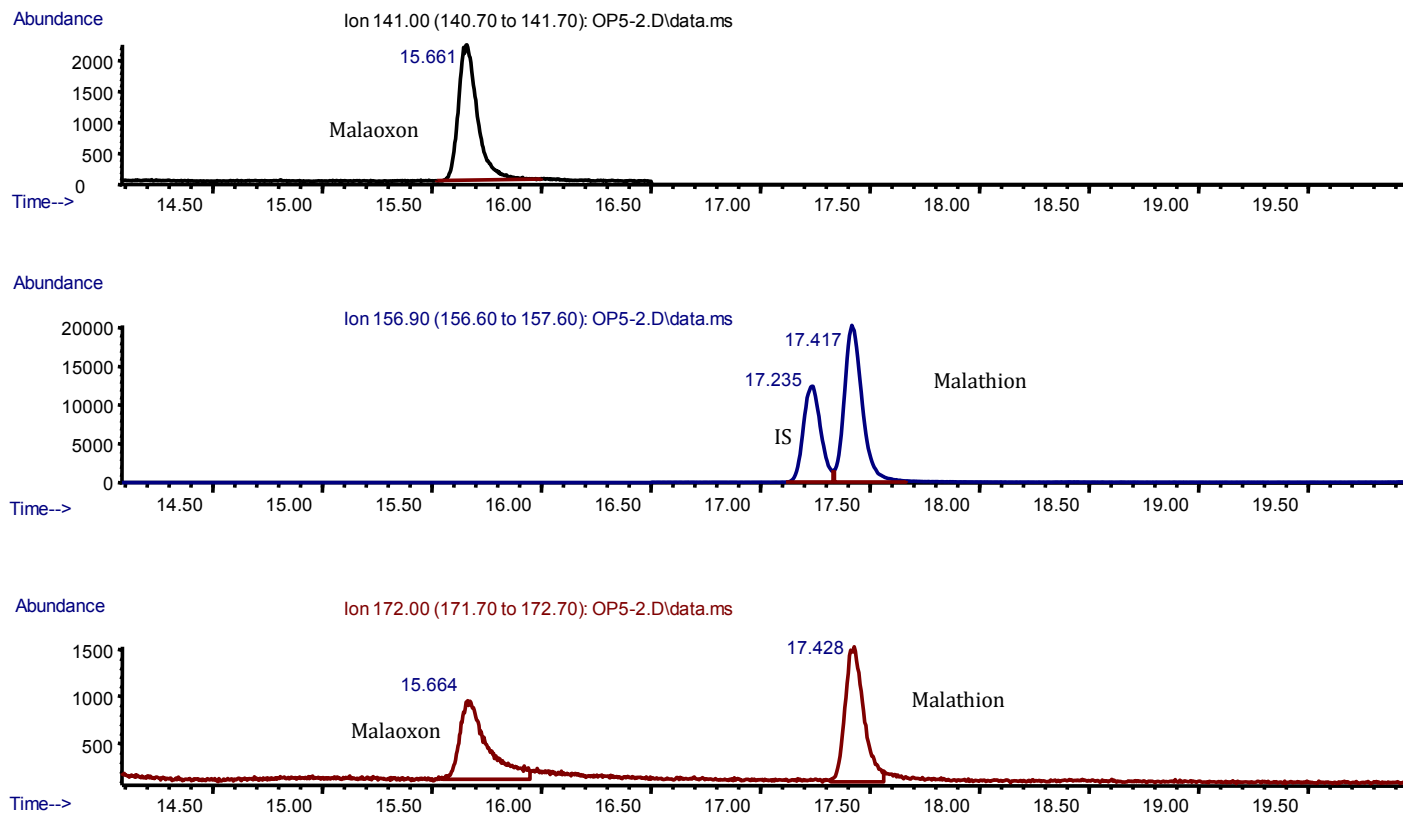 Abundance
Ion 141.00 (140.70 to 141.70): OP5-2.D\data.ms
15.661
2000
1500
1000
500
0
Malaoxon
Time-->
14.50 15.00 15.50 16.00 16.50 17.00 17.50 18.00 18.50 19.00 19.50
Abundance
Ion 156.90 (156.60 to 157.60): OP5-2.D\data.ms
20000
15000
10000
5000
0
17.417
17.235
Malathion
IS
Time-->
14.50 15.00 15.50 16.00 16.50 17.00 17.50 18.00 18.50 19.00 19.50
Abundance
Ion 172.00 (171.70 to 172.70): OP5-2.D\data.ms
1500
1000
500
17.428
15.664
Malathion
Malaoxon
Time-->
14.50 15.00 15.50 16.00 16.50 17.00 17.50 18.00 18.50 19.00 19.50